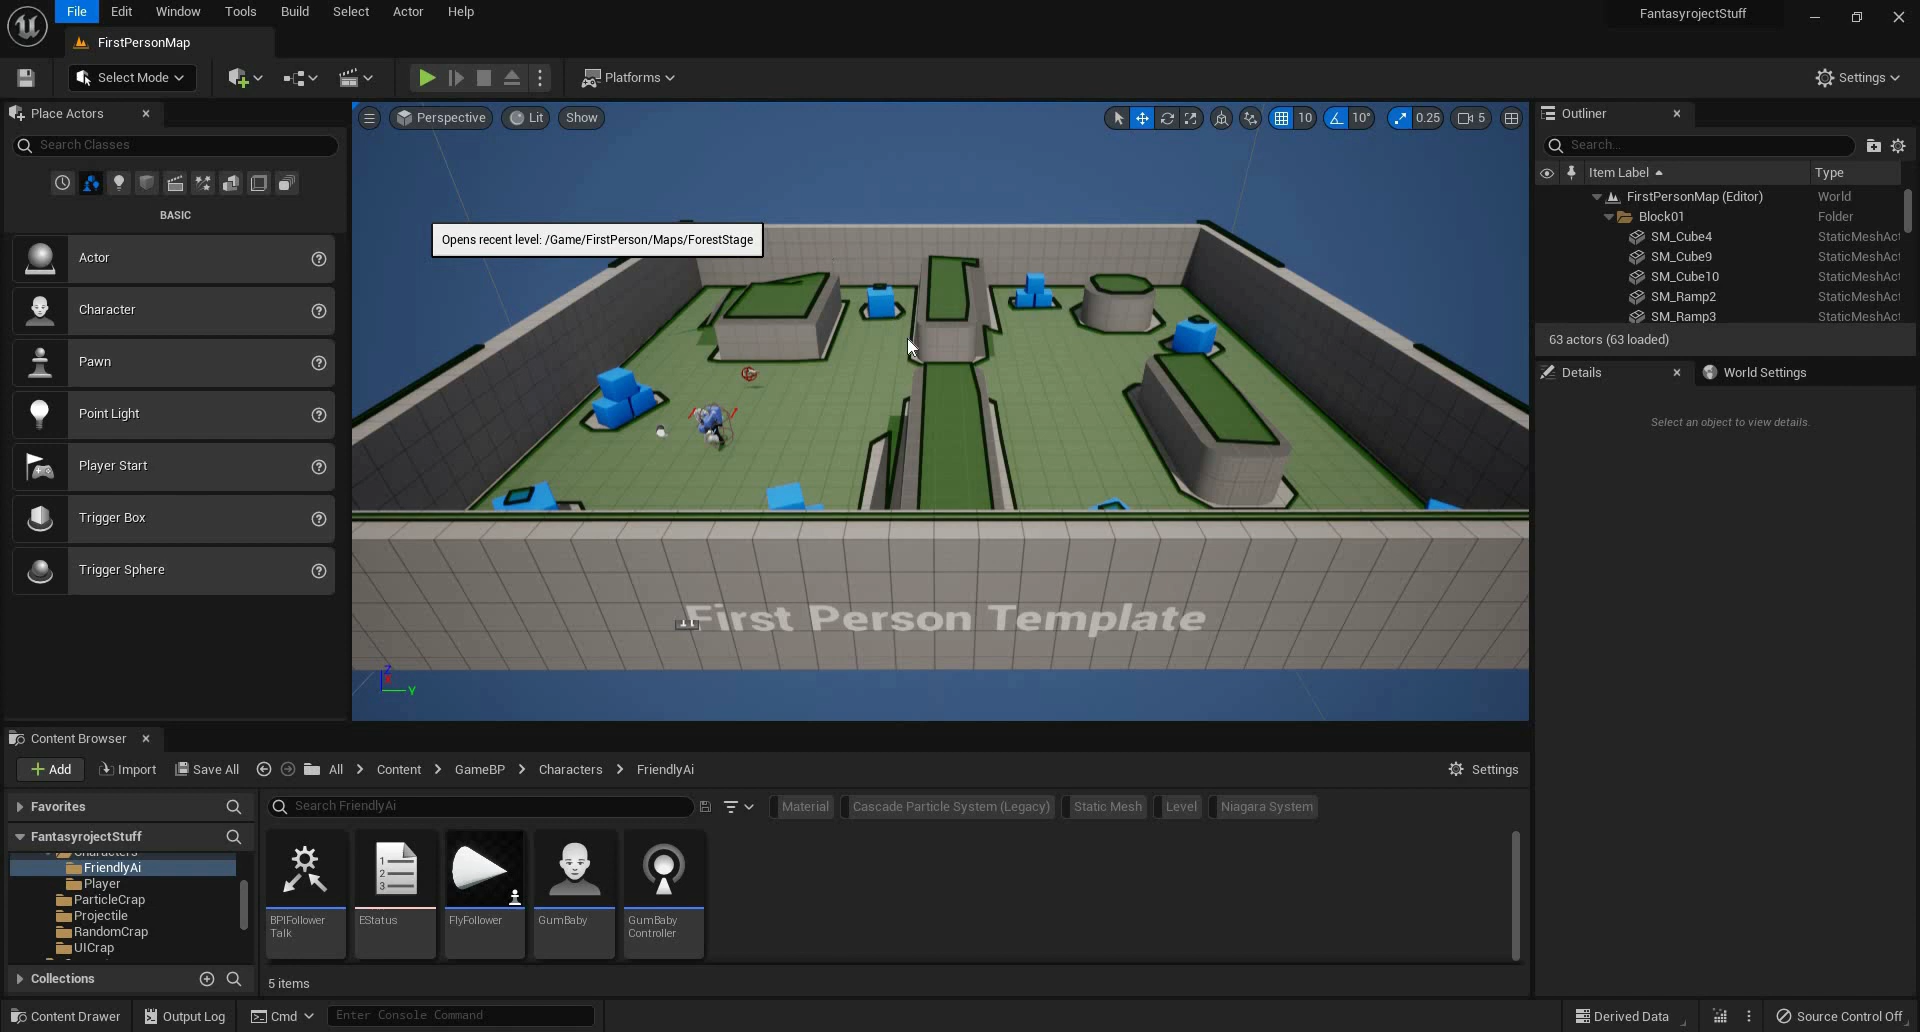 File Edit Window Tools Build Select Actor Help
FantasyrojectStuff
FirstPersonMap
Select Mode
Platforms
Settings
Place Actors
Search Classes
BASIC
Actor
Character
Pawn
Point Light
Player Start
Trigger Box
Trigger Sphere
Perspective Lit Show
10 10° 0.25 5
Opens recent level: /Game/FirstPerson/Maps/ForestStage
First Person Template
Z
Y
Outliner
Search...
Item Label Type
FirstPersonMap (Editor) World
Block01 Folder
SM_Cube4 StaticMeshAct
SM_Cube9 StaticMeshAct
SM_Cube10 StaticMeshAct
SM_Ramp2 StaticMeshAct
SM_Ramp3 StaticMeshAct
63 actors (63 loaded)
Details World Settings
Select an object to view details.
Content Browser
Add Import Save All All > Content > GameBP > Characters > FriendlyAi
Settings
Favorites
FantasyrojectStuff
Characters
FriendlyAi
Player
ParticleCrap
Projectile
RandomCrap
UICrap
Collections
Search FriendlyAi
Material Cascade Particle System (Legacy) Static Mesh Level Niagara System
BPIFollower
Talk
EStatus
FlyFollower
GumBaby
GumBaby
Controller
5 items
Content Drawer Output Log Cmd Enter Console Command
Derived Data Source Control Off